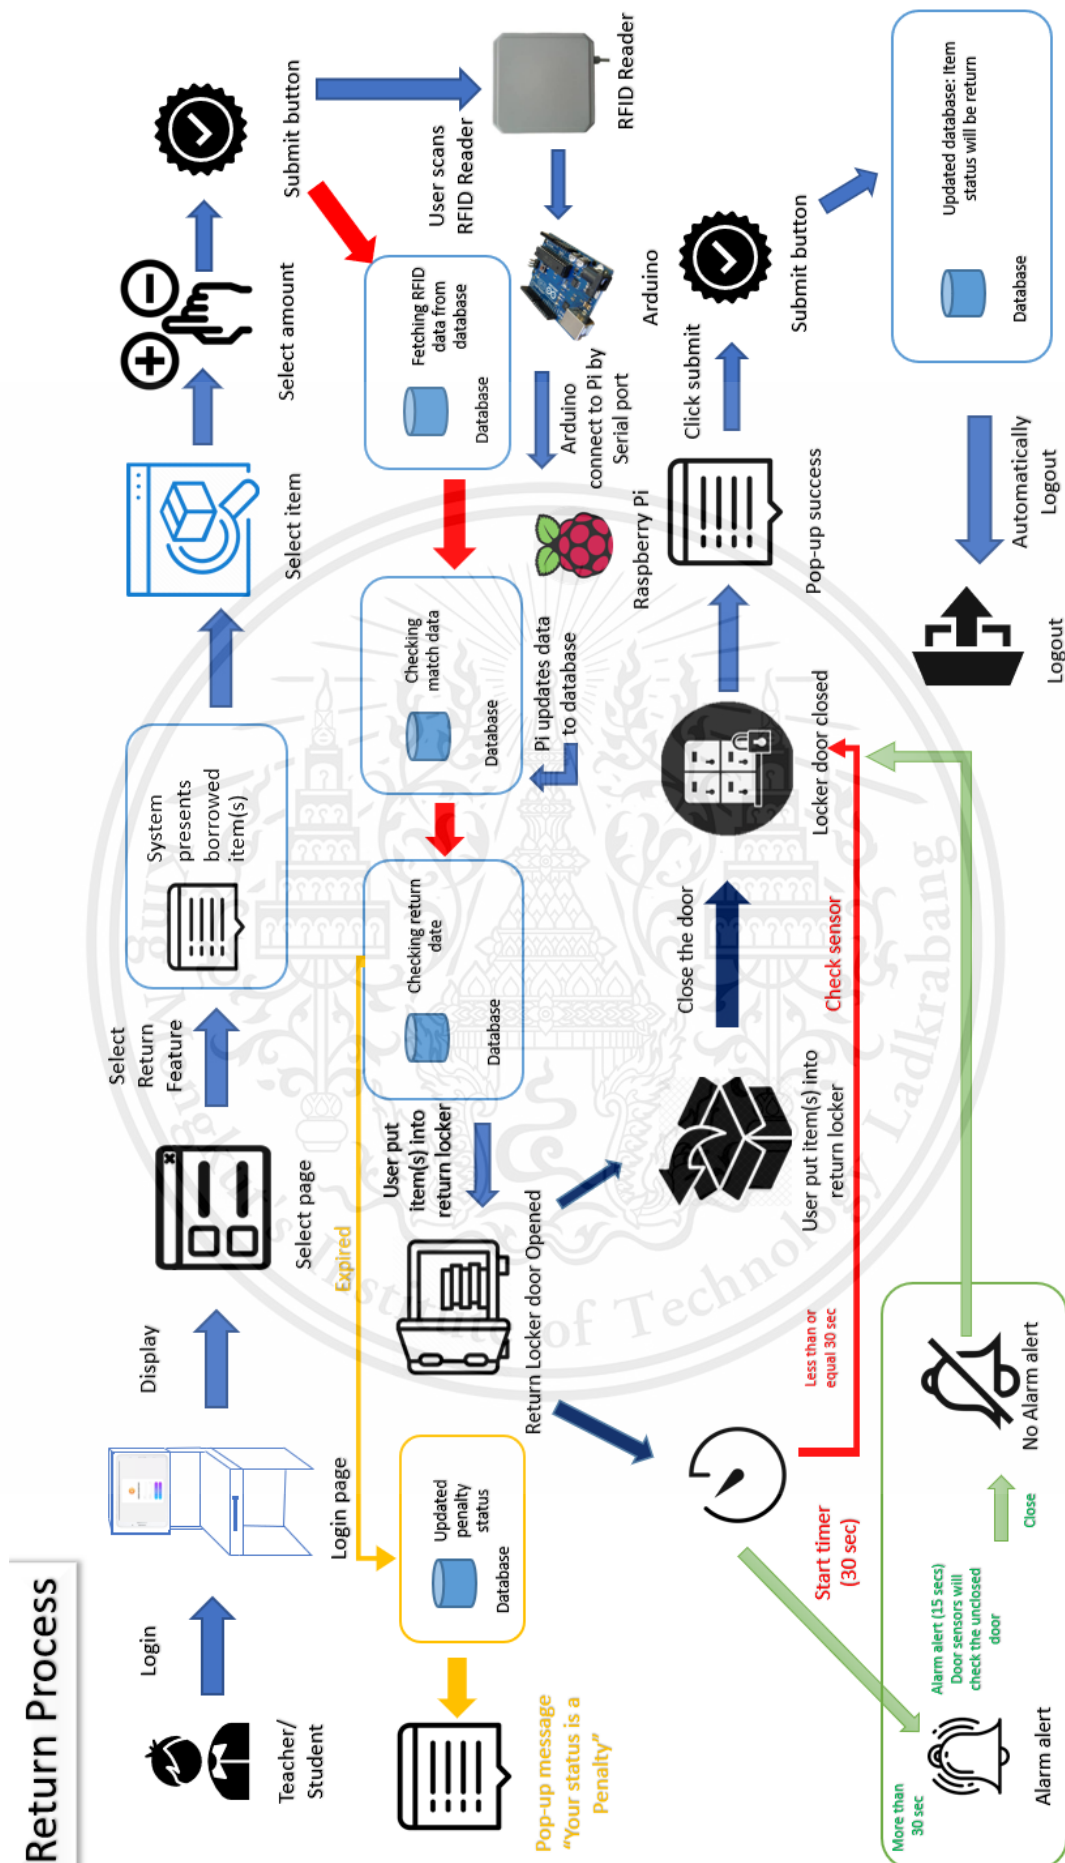 Return Process
Login
Teacher/
Student
Login page
Display
Select page
Select
Return
Feature
System
presents
borrowed
item(s)
Select item
Select amount
Submit button
User scans
RFID Reader
RFID Reader
Arduino
Arduino
connect to Pi by
Serial port
Raspberry Pi
Pi updates data
to database
Fetching RFID
data from
database
Database
Checking
match data
Database
Checking return
date
Database
Expired
Updated
penalty
status
Database
Pop-up message
“Your status is a
Penalty”
User put
item(s) into
return locker
Return Locker door Opened
User put item(s) into
return locker
Close the door
Locker door closed
Pop-up success
Click submit
Submit button
Updated database: Item
status will be return
Database
Automatically
Logout
Logout
Start timer
(30 sec)
Less than or
equal 30 sec
Check sensor
More than
30 sec
Alarm alert
Alarm alert (15 secs)
Door sensors will
check the unclosed
door
Close
No Alarm alert
King Mongkut's Institute of Technology Ladkrabang